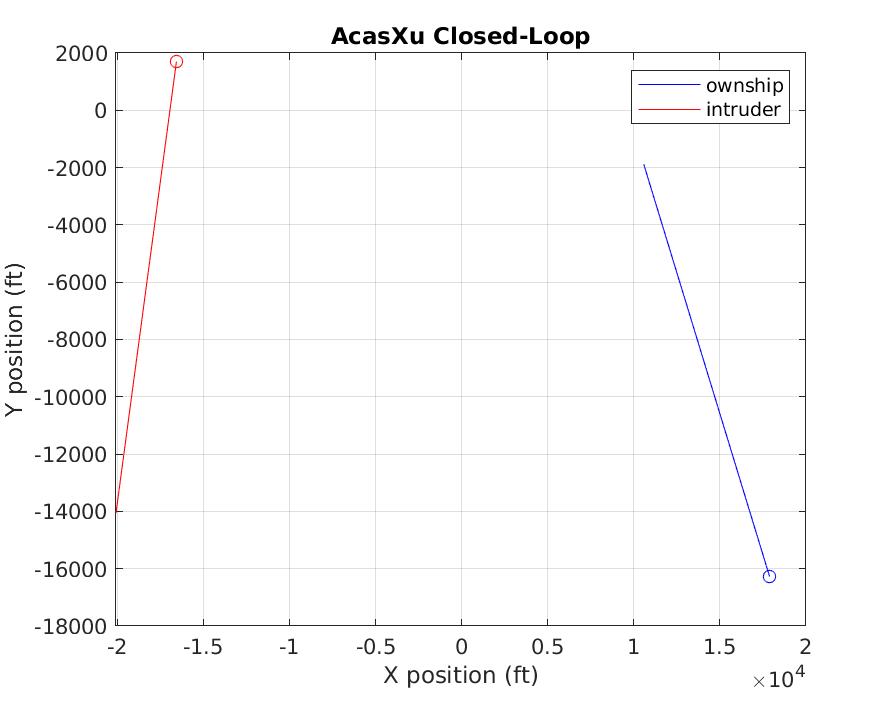 AcasXu Closed-Loop
ownship
intruder
2000
0
-2000
-4000
-6000
-8000
-10000
-12000
-14000
-16000
-18000
Y position (ft)
-2 -1.5 -1 -0.5 0 0.5 1 1.5 2
X position (ft)
×10⁴